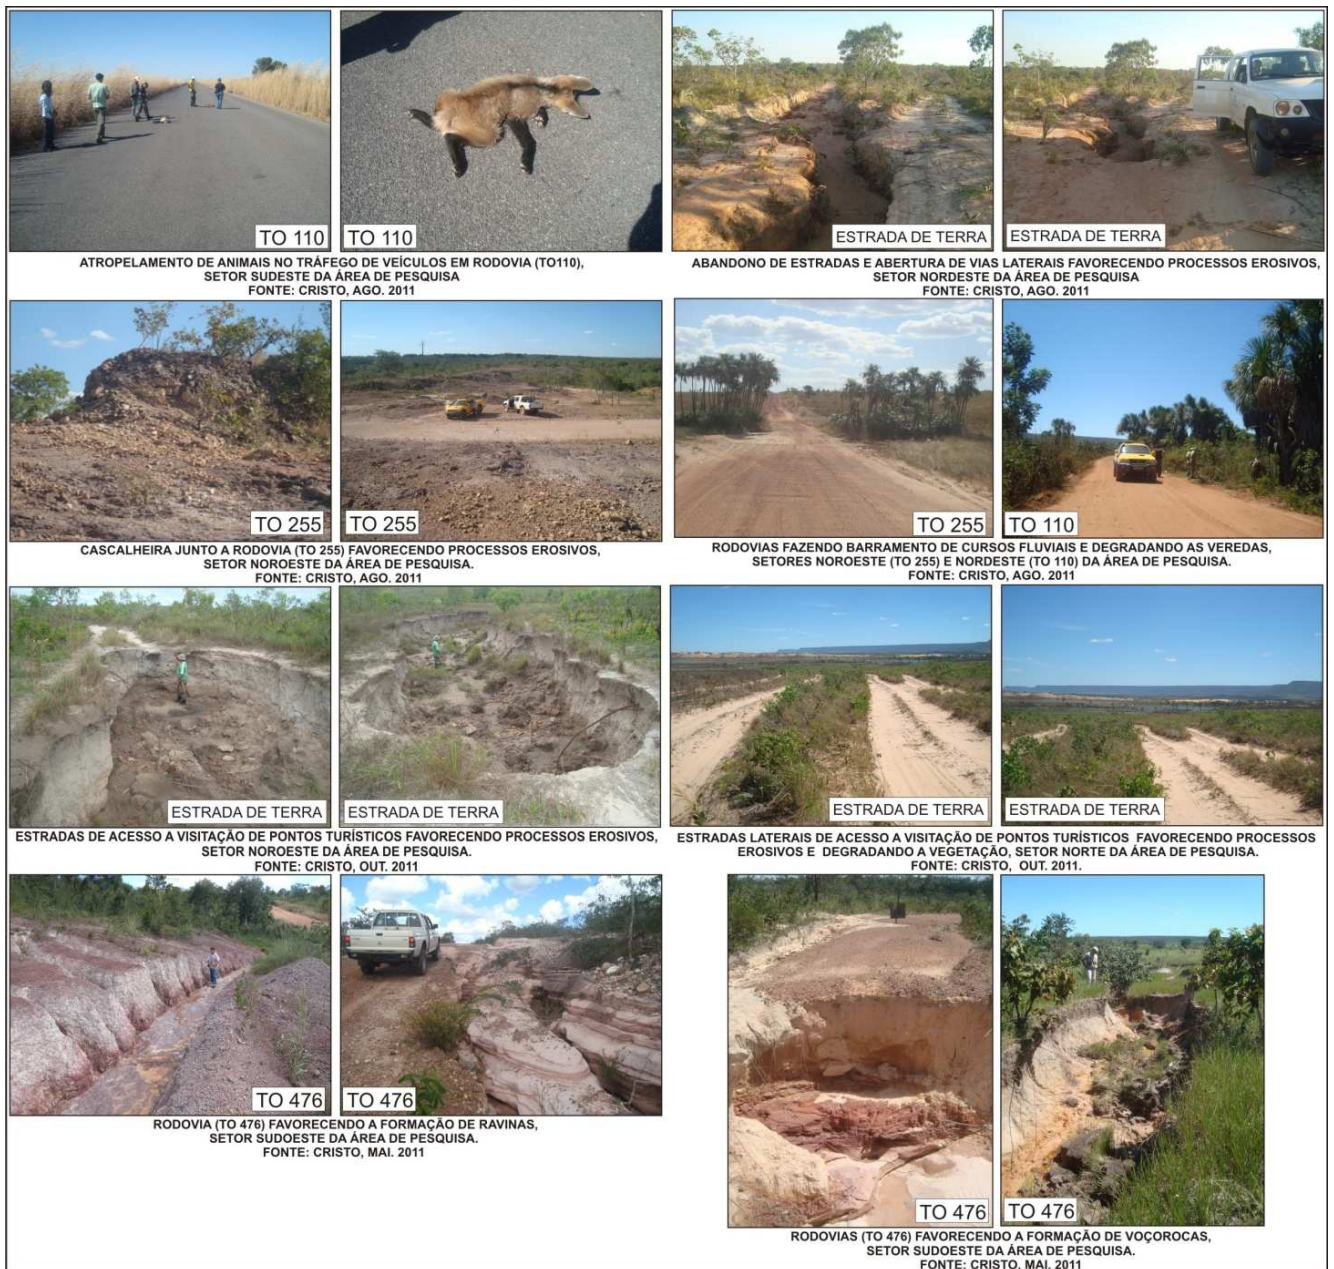 TO 110
TO 110
ATROPELAMENTO DE ANIMAIS NO TRÁFEGO DE VEÍCULOS EM RODOVIA (TO110),
SETOR SUDESTE DA ÁREA DE PESQUISA
FONTE: CRISTO, AGO. 2011
ESTRADA DE TERRA
ESTRADA DE TERRA
ABANDONO DE ESTRADAS E ABERTURA DE VIAS LATERAIS FAVORECENDO PROCESSOS EROSIVOS,
SETOR NORDESTE DA ÁREA DE PESQUISA
FONTE: CRISTO, AGO. 2011
TO 255
TO 255
CASCALHEIRA JUNTO A RODOVIA (TO 255) FAVORECENDO PROCESSOS EROSIVOS,
SETOR NOROESTE DA ÁREA DE PESQUISA.
FONTE: CRISTO, AGO. 2011
TO 255
TO 110
RODOVIAS FAZENDO BARRAMENTO DE CURSOS FLUVIAIS E DEGRADANDO AS VEREDAS,
SETORES NOROESTE (TO 255) E NORDESTE (TO 110) DA ÁREA DE PESQUISA.
FONTE: CRISTO, AGO. 2011
ESTRADA DE TERRA
ESTRADA DE TERRA
ESTRADAS DE ACESSO A VISITAÇÃO DE PONTOS TURÍSTICOS FAVORECENDO PROCESSOS EROSIVOS,
SETOR NOROESTE DA ÁREA DE PESQUISA.
FONTE: CRISTO, OUT. 2011
ESTRADA DE TERRA
ESTRADA DE TERRA
ESTRADAS LATERAIS DE ACESSO A VISITAÇÃO DE PONTOS TURÍSTICOS FAVORECENDO PROCESSOS
EROSIVOS E DEGRADANDO A VEGETAÇÃO, SETOR NORTE DA ÁREA DE PESQUISA.
FONTE: CRISTO, OUT. 2011.
TO 476
TO 476
RODOVIA (TO 476) FAVORECENDO A FORMAÇÃO DE RAVINAS,
SETOR SUDOESTE DA ÁREA DE PESQUISA.
FONTE: CRISTO, MAI. 2011
TO 476
TO 476
RODOVIAS (TO 476) FAVORECENDO A FORMAÇÃO DE VOÇOROCAS,
SETOR SUDOESTE DA ÁREA DE PESQUISA.
FONTE: CRISTO, MAI. 2011